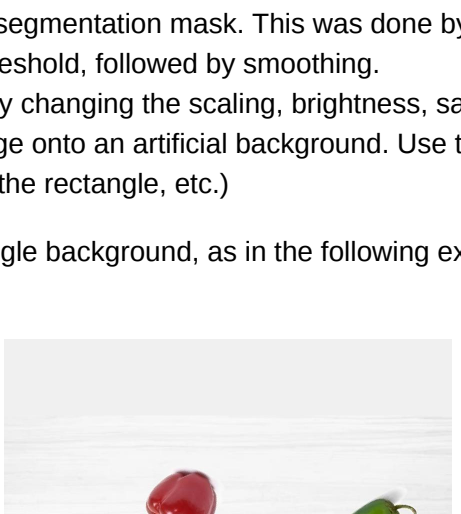 segmentation mask. This was done by
eshold, followed by smoothing.
y changing the scaling, brightness, sa
ge onto an artificial background. Use t
the rectangle, etc.)
gle background, as in the following ex